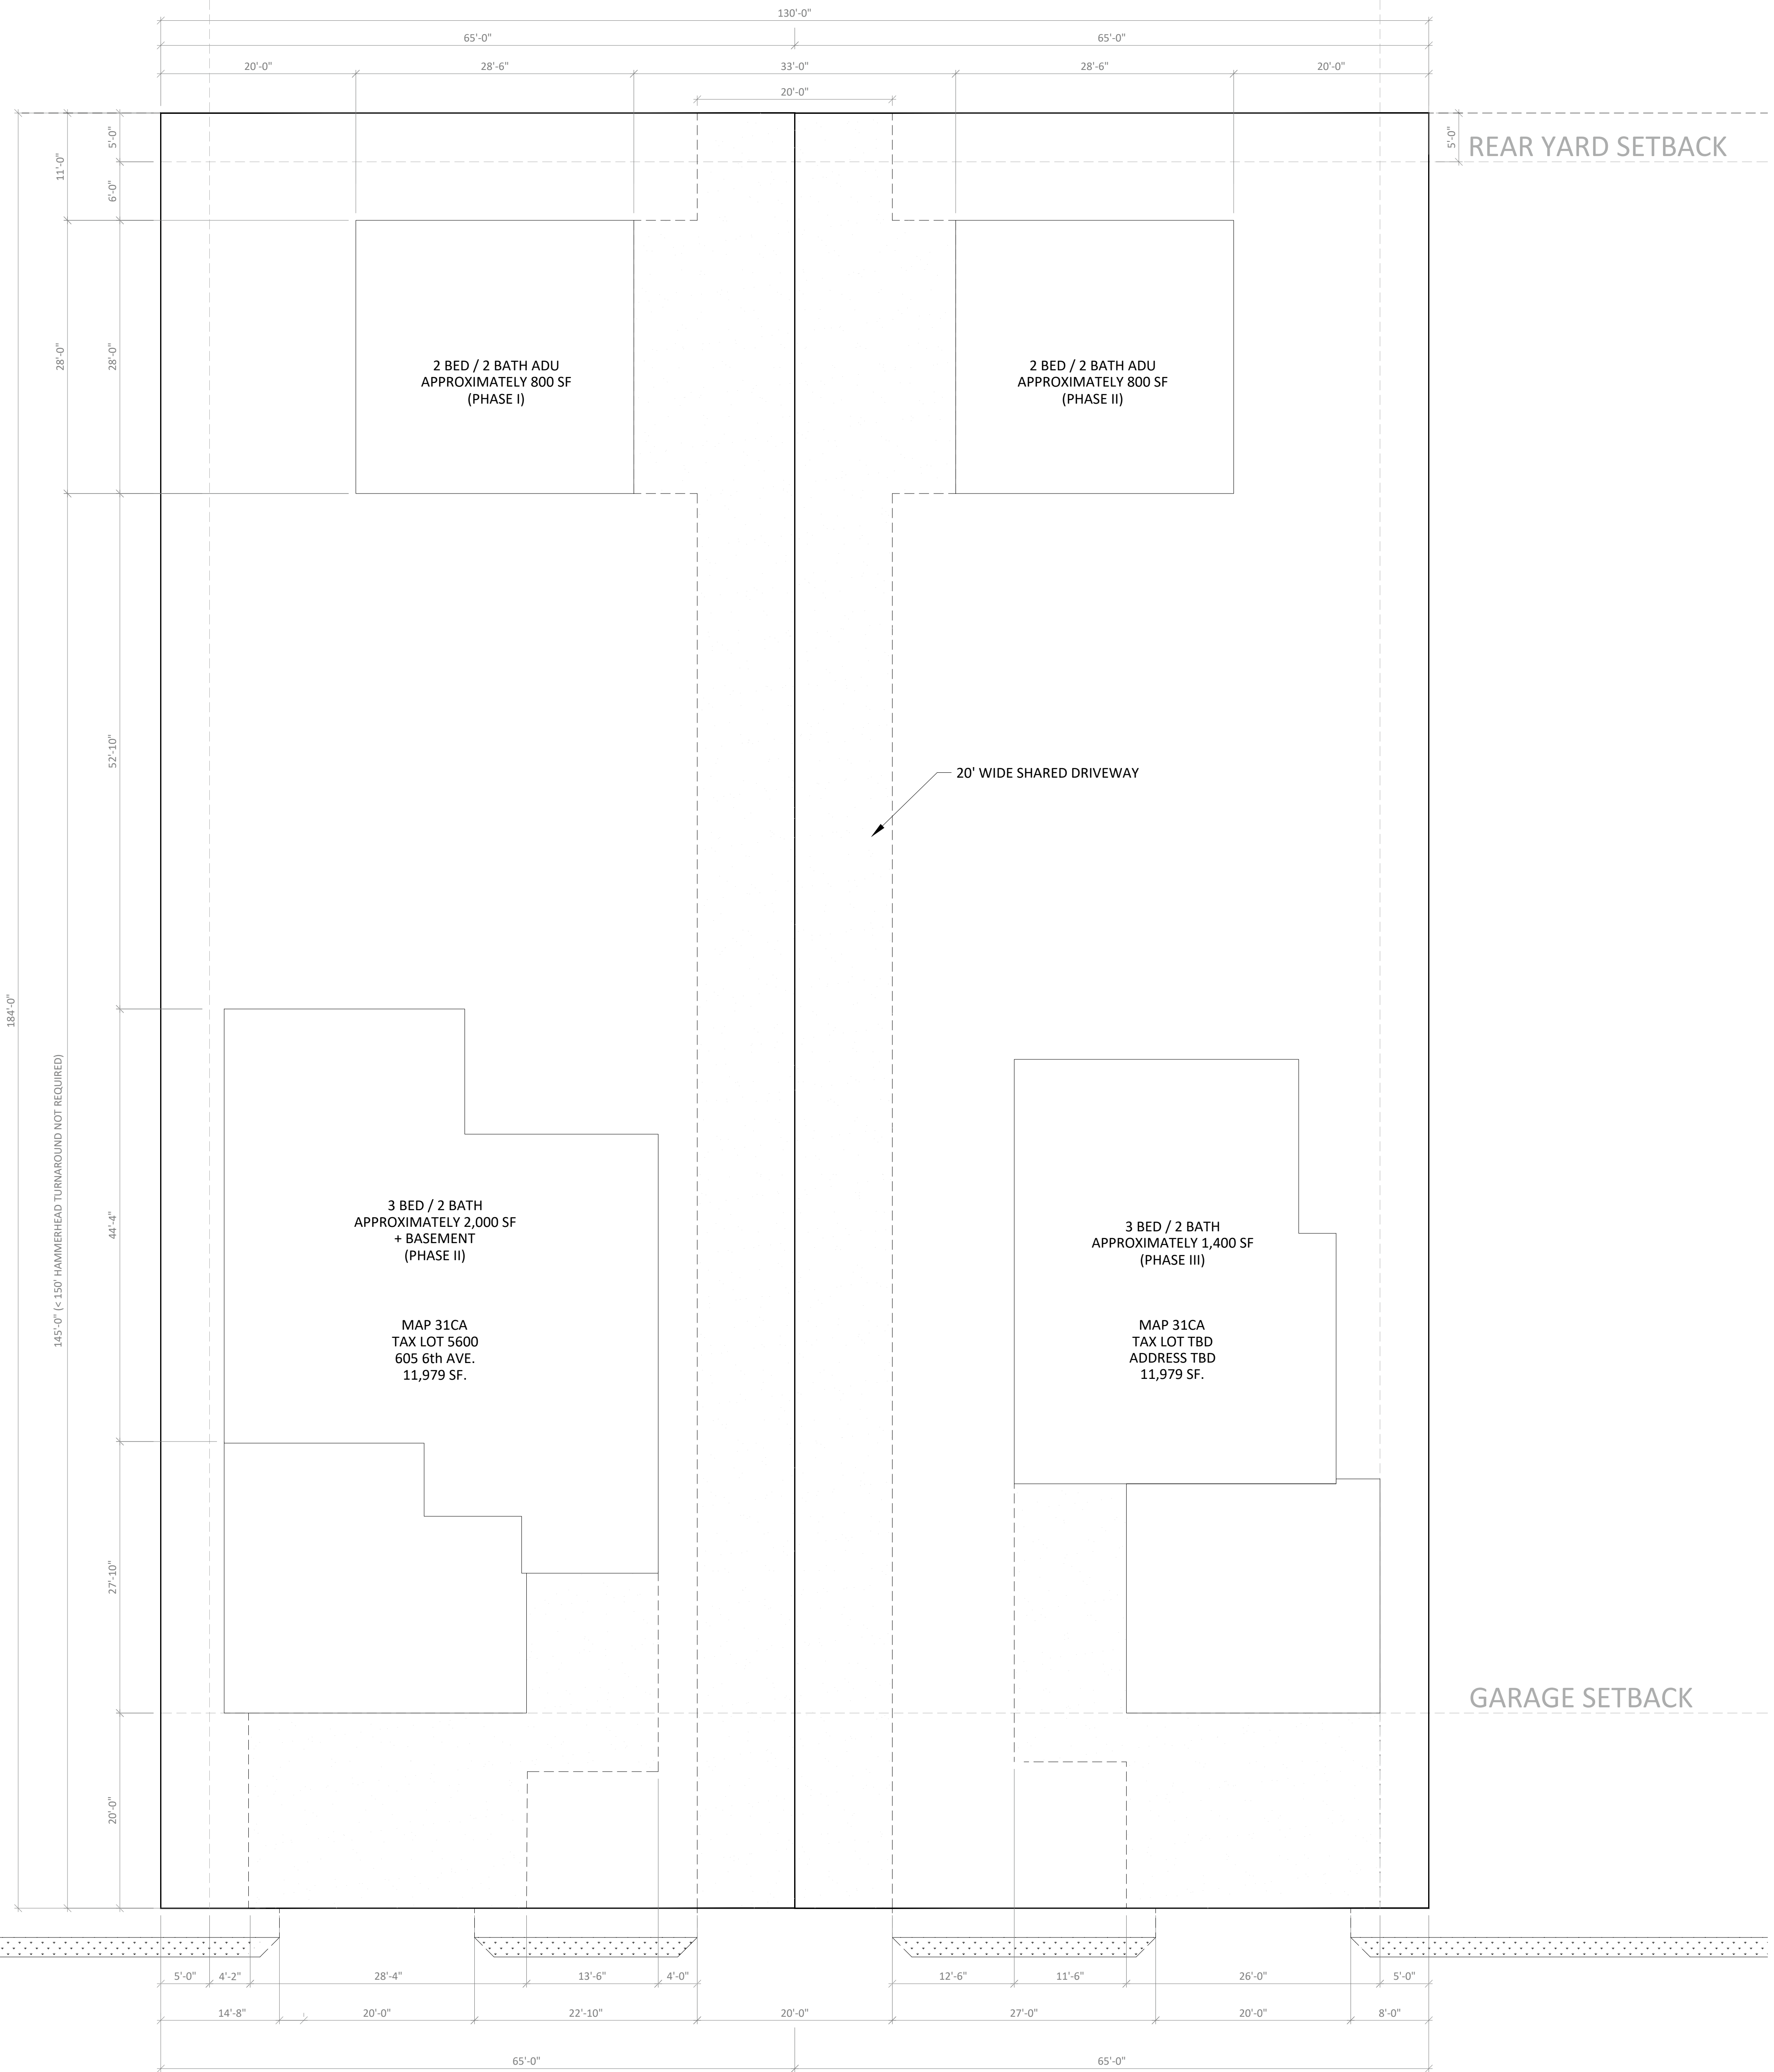 130'-0"
65'-0"
65'-0"
20'-0"
28'-6"
33'-0"
28'-6"
20'-0"
20'-0"
5'-0"
11'-0"
6'-0"
5'-0"
REAR YARD SETBACK
28'-0"
28'-0"
2 BED / 2 BATH ADU
APPROXIMATELY 800 SF
(PHASE I)
2 BED / 2 BATH ADU
APPROXIMATELY 800 SF
(PHASE II)
52'-10"
20' WIDE SHARED DRIVEWAY
184'-0"
145'-0" (< 150' HAMMERHEAD TURNAROUND NOT REQUIRED)
44'-4"
3 BED / 2 BATH
APPROXIMATELY 2,000 SF
+ BASEMENT
(PHASE II)
MAP 31CA
TAX LOT 5600
605 6th AVE.
11,979 SF.
3 BED / 2 BATH
APPROXIMATELY 1,400 SF
(PHASE III)
MAP 31CA
TAX LOT TBD
ADDRESS TBD
11,979 SF.
27'-10"
GARAGE SETBACK
20'-0"
5'-0"
4'-2"
28'-4"
13'-6"
4'-0"
12'-6"
11'-6"
26'-0"
5'-0"
14'-8"
20'-0"
22'-10"
20'-0"
27'-0"
20'-0"
8'-0"
65'-0"
65'-0"